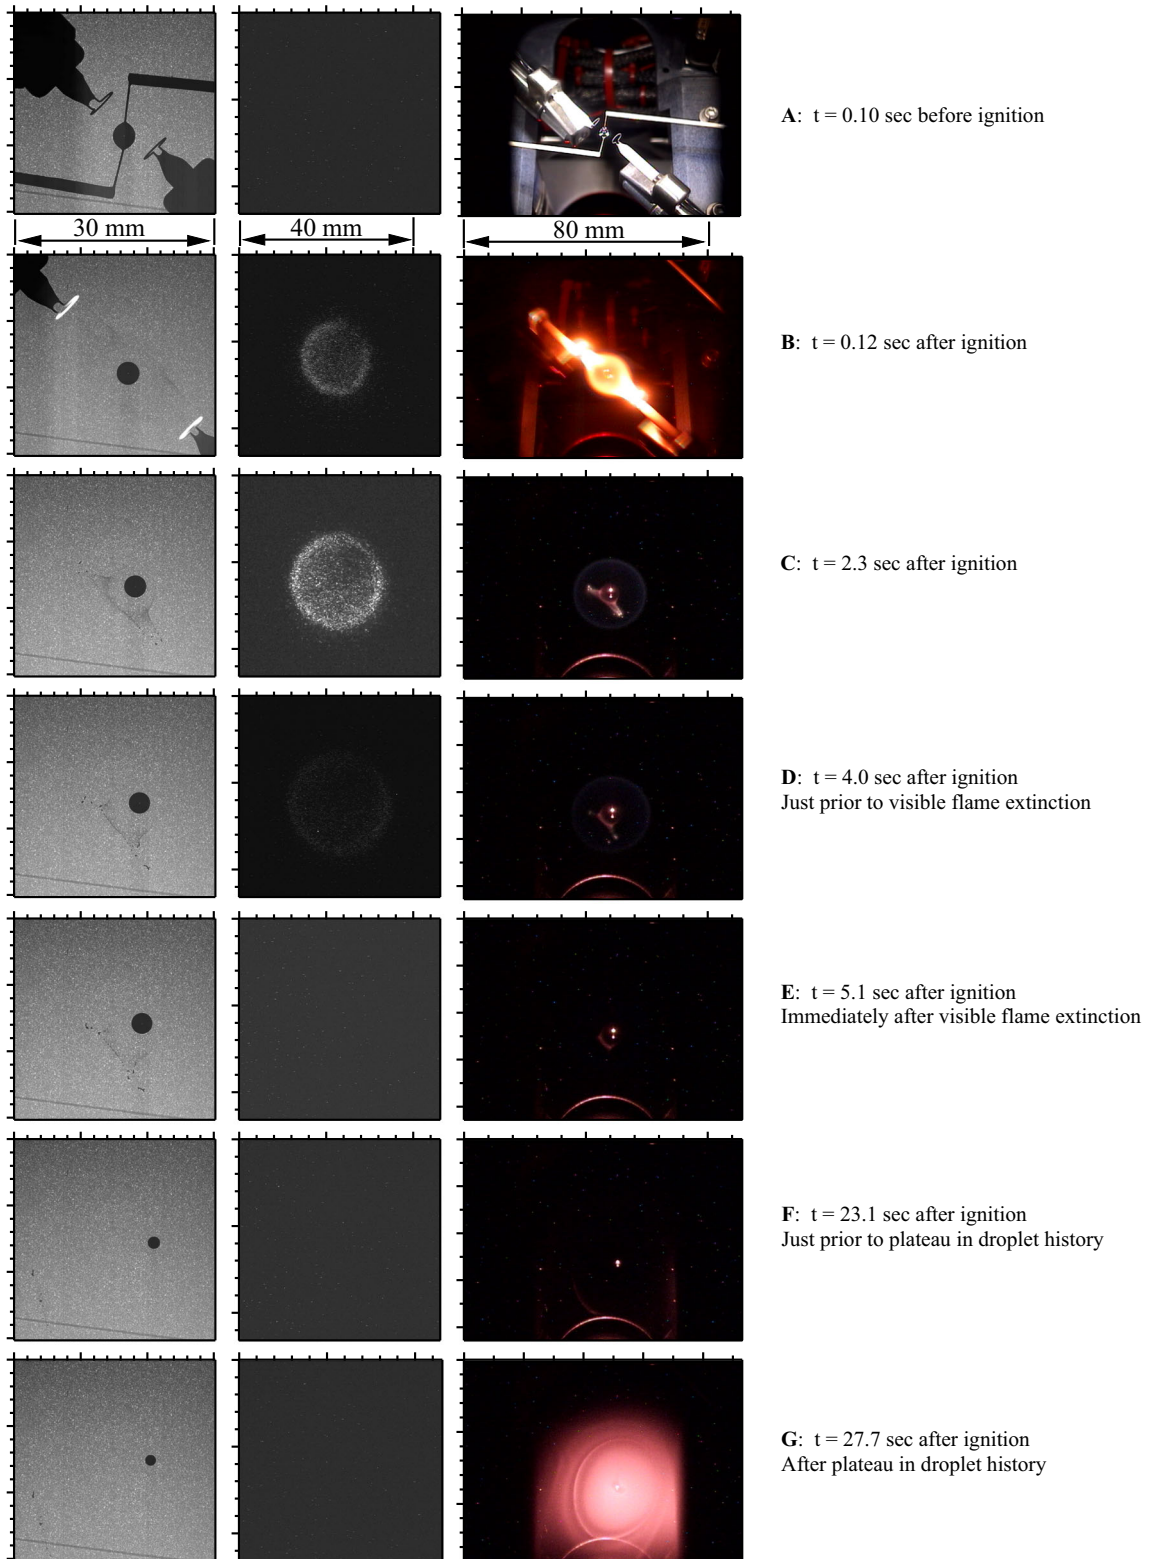 A: t = 0.10 sec before ignition
30 mm
40 mm
80 mm
B: t = 0.12 sec after ignition
C: t = 2.3 sec after ignition
D: t = 4.0 sec after ignition
Just prior to visible flame extinction
E: t = 5.1 sec after ignition
Immediately after visible flame extinction
F: t = 23.1 sec after ignition
Just prior to plateau in droplet history
G: t = 27.7 sec after ignition
After plateau in droplet history